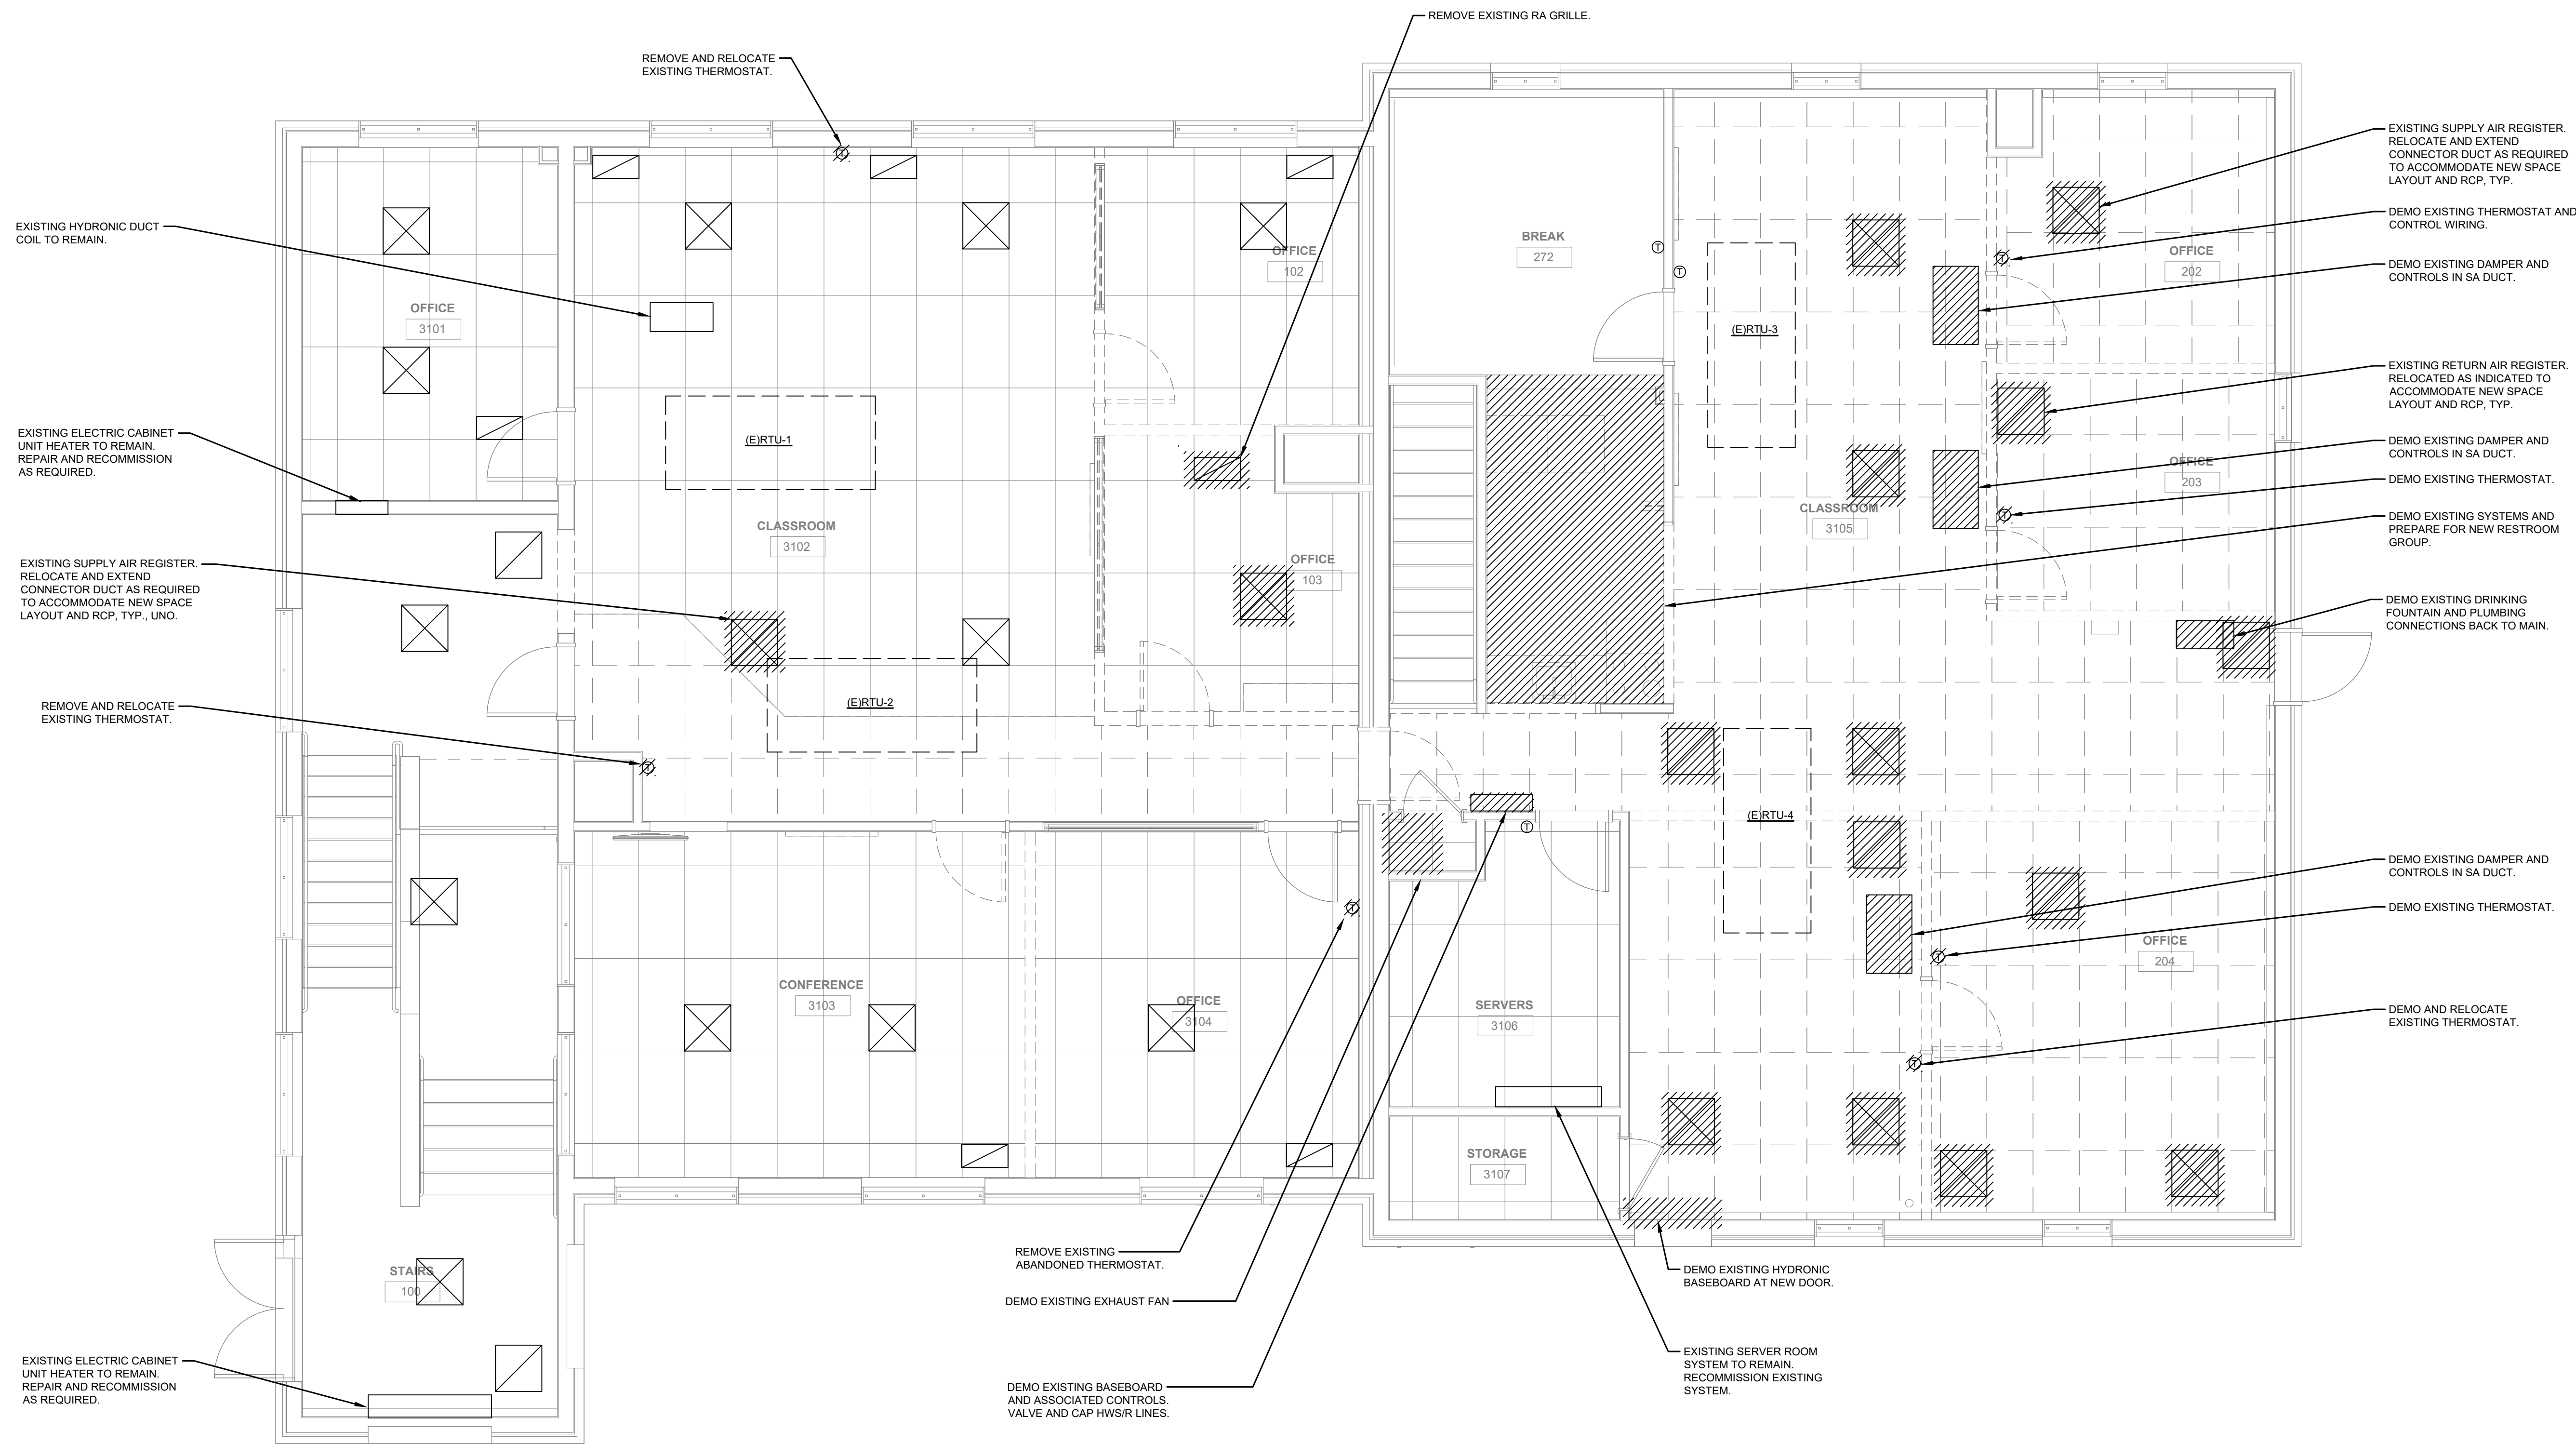 REMOVE EXISTING RA GRILLE.
REMOVE AND RELOCATE
EXISTING THERMOSTAT.
EXISTING HYDRONIC DUCT
COIL TO REMAIN.
EXISTING ELECTRIC CABINET
UNIT HEATER TO REMAIN.
REPAIR AND RECOMMISSION
AS REQUIRED.
EXISTING SUPPLY AIR REGISTER.
RELOCATE AND EXTEND
CONNECTOR DUCT AS REQUIRED
TO ACCOMMODATE NEW SPACE
LAYOUT AND RCP, TYP., UNO.
REMOVE AND RELOCATE
EXISTING THERMOSTAT.
EXISTING ELECTRIC CABINET
UNIT HEATER TO REMAIN.
REPAIR AND RECOMMISSION
AS REQUIRED.
OFFICE
3101
T
(E)RTU-1
CLASSROOM
3102
(E)RTU-2
T
OFFICE
102
OFFICE
103
CONFERENCE
3103
OFFICE
3104
T
STAIRS
100
BREAK
272
T
T
(E)RTU-3
CLASSROOM
3105
T
OFFICE
202
OFFICE
203
T
(E)RTU-4
T
SERVERS
3106
STORAGE
3107
T
OFFICE
204
T
EXISTING SUPPLY AIR REGISTER.
RELOCATE AND EXTEND
CONNECTOR DUCT AS REQUIRED
TO ACCOMMODATE NEW SPACE
LAYOUT AND RCP, TYP.
DEMO EXISTING THERMOSTAT AND
CONTROL WIRING.
DEMO EXISTING DAMPER AND
CONTROLS IN SA DUCT.
EXISTING RETURN AIR REGISTER.
RELOCATED AS INDICATED TO
ACCOMMODATE NEW SPACE
LAYOUT AND RCP, TYP.
DEMO EXISTING DAMPER AND
CONTROLS IN SA DUCT.
DEMO EXISTING THERMOSTAT.
DEMO EXISTING SYSTEMS AND
PREPARE FOR NEW RESTROOM
GROUP.
DEMO EXISTING DRINKING
FOUNTAIN AND PLUMBING
CONNECTIONS BACK TO MAIN.
DEMO EXISTING DAMPER AND
CONTROLS IN SA DUCT.
DEMO EXISTING THERMOSTAT.
DEMO AND RELOCATE
EXISTING THERMOSTAT.
REMOVE EXISTING
ABANDONED THERMOSTAT.
DEMO EXISTING EXHAUST FAN
DEMO EXISTING BASEBOARD
AND ASSOCIATED CONTROLS.
VALVE AND CAP HWS/R LINES.
DEMO EXISTING HYDRONIC
BASEBOARD AT NEW DOOR.
EXISTING SERVER ROOM
SYSTEM TO REMAIN.
RECOMMISSION EXISTING
SYSTEM.